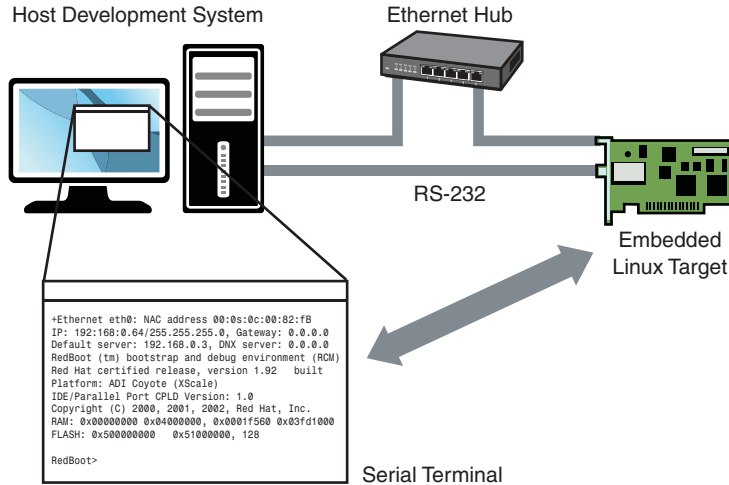 Host Development System
Ethernet Hub
RS-232
Embedded
Linux Target
+Ethernet eth0: NAC address 00:0s:0c:00:82:fB
IP: 192:168:0.64/255.255.255.0, Gateway: 0.0.0.0
Default server: 192.168.0.3, DNX server: 0.0.0.0
RedBoot (tm) bootstrap and debug environment (RCM)
Red Hat certified release, version 1.92 built
Platform: ADI Coyote (XScale)
IDE/Parallel Port CPLD Version: 1.0
Copyright (C) 2000, 2001, 2002, Red Hat, Inc.
RAM: 0x00000000 0x04000000, 0x0001f560 0x03fd1000
FLASH: 0x500000000 0x51000000, 128
RedBoot>
Serial Terminal